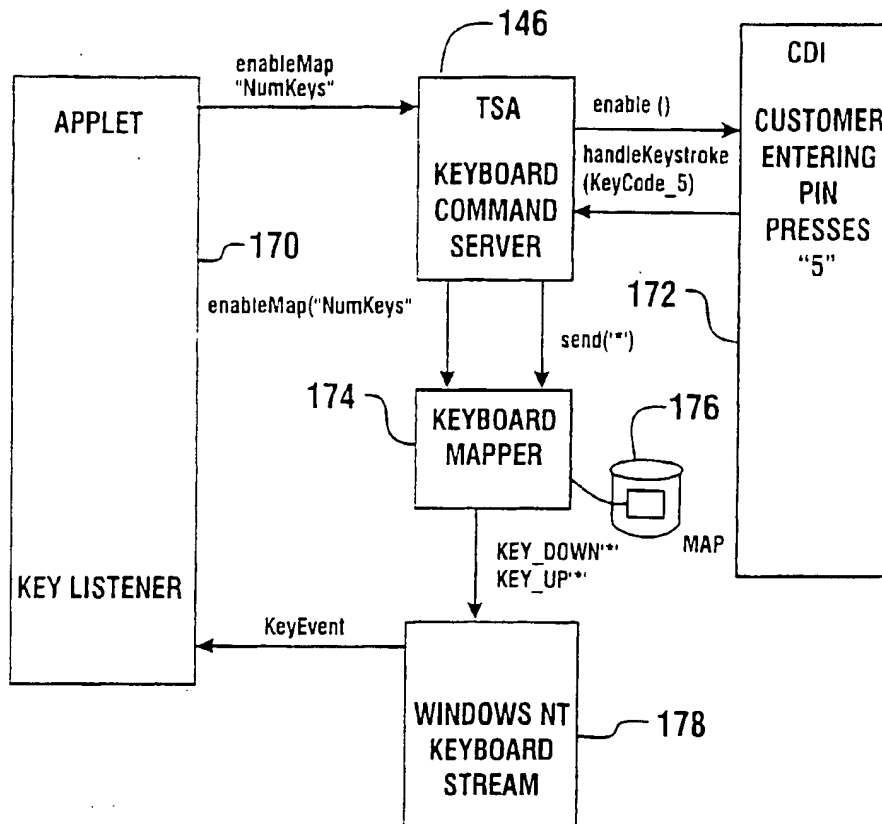 146
enableMap
"NumKeys"
APPLET
TSA
KEYBOARD
COMMAND
SERVER
enable ()
handleKeystroke
(KeyCode_5)
CDI
CUSTOMER
ENTERING
PIN
PRESSES
"5"
170
172
enableMap("NumKeys"
send('*')
174
KEYBOARD
MAPPER
176
MAP
KEY_DOWN'*'
KEY_UP'*'
KEY LISTENER
KeyEvent
WINDOWS NT
KEYBOARD
STREAM
178